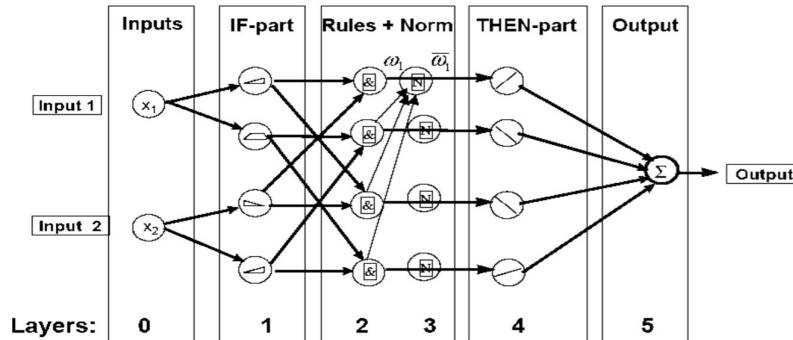 Inputs IF-part Rules + Norm THEN-part Output
ω1 ω̅1
& N
Input 1 x1
& N
Σ Output
& N
Input 2 x2
& N
Layers: 0 1 2 3 4 5